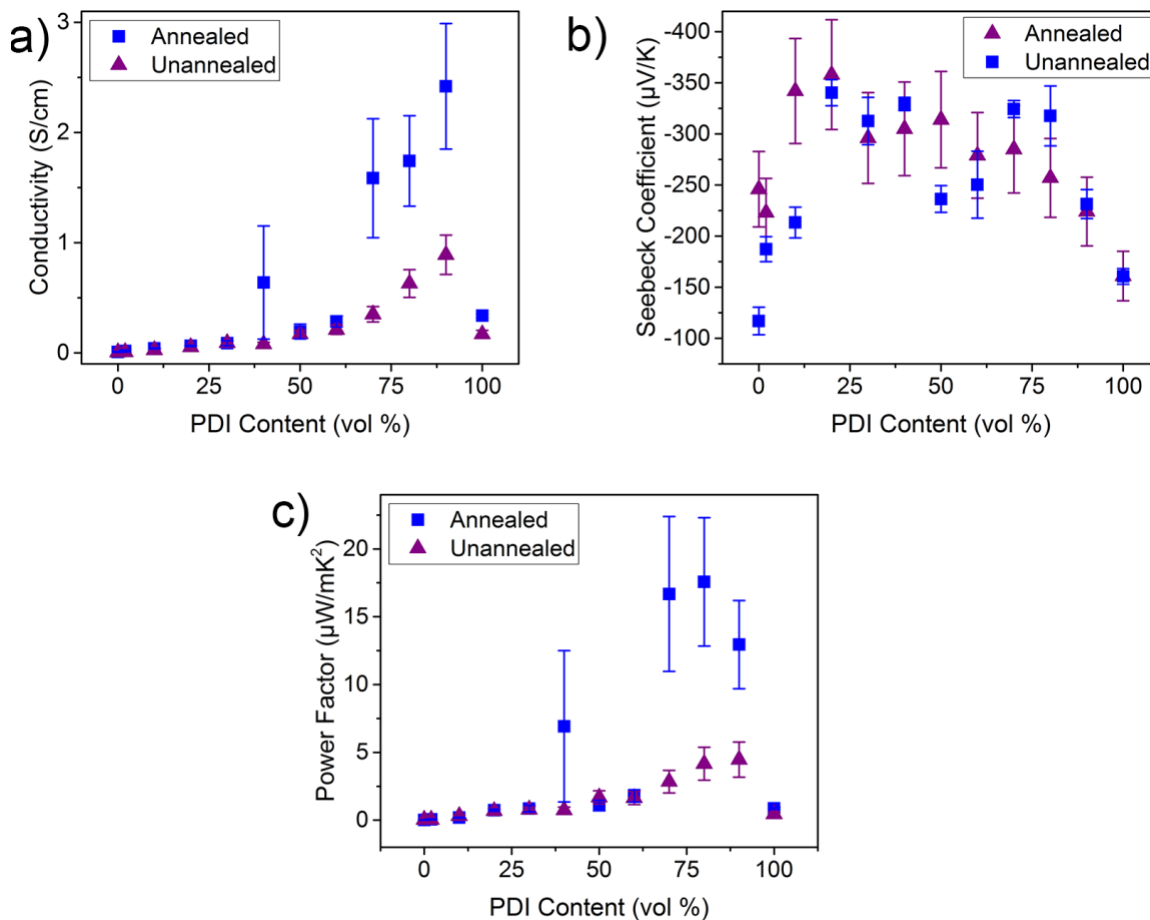 a)
Annealed
Unannealed
3
2
1
0
Conductivity (S/cm)
0 25 50 75 100
PDI Content (vol %)
b)
Annealed
Unannealed
-400
-350
-300
-250
-200
-150
-100
Seebeck Coefficient (µV/K)
0 25 50 75 100
PDI Content (vol %)
c)
Annealed
Unannealed
20
15
10
5
0
Power Factor (µW/mK²)
0 25 50 75 100
PDI Content (vol %)